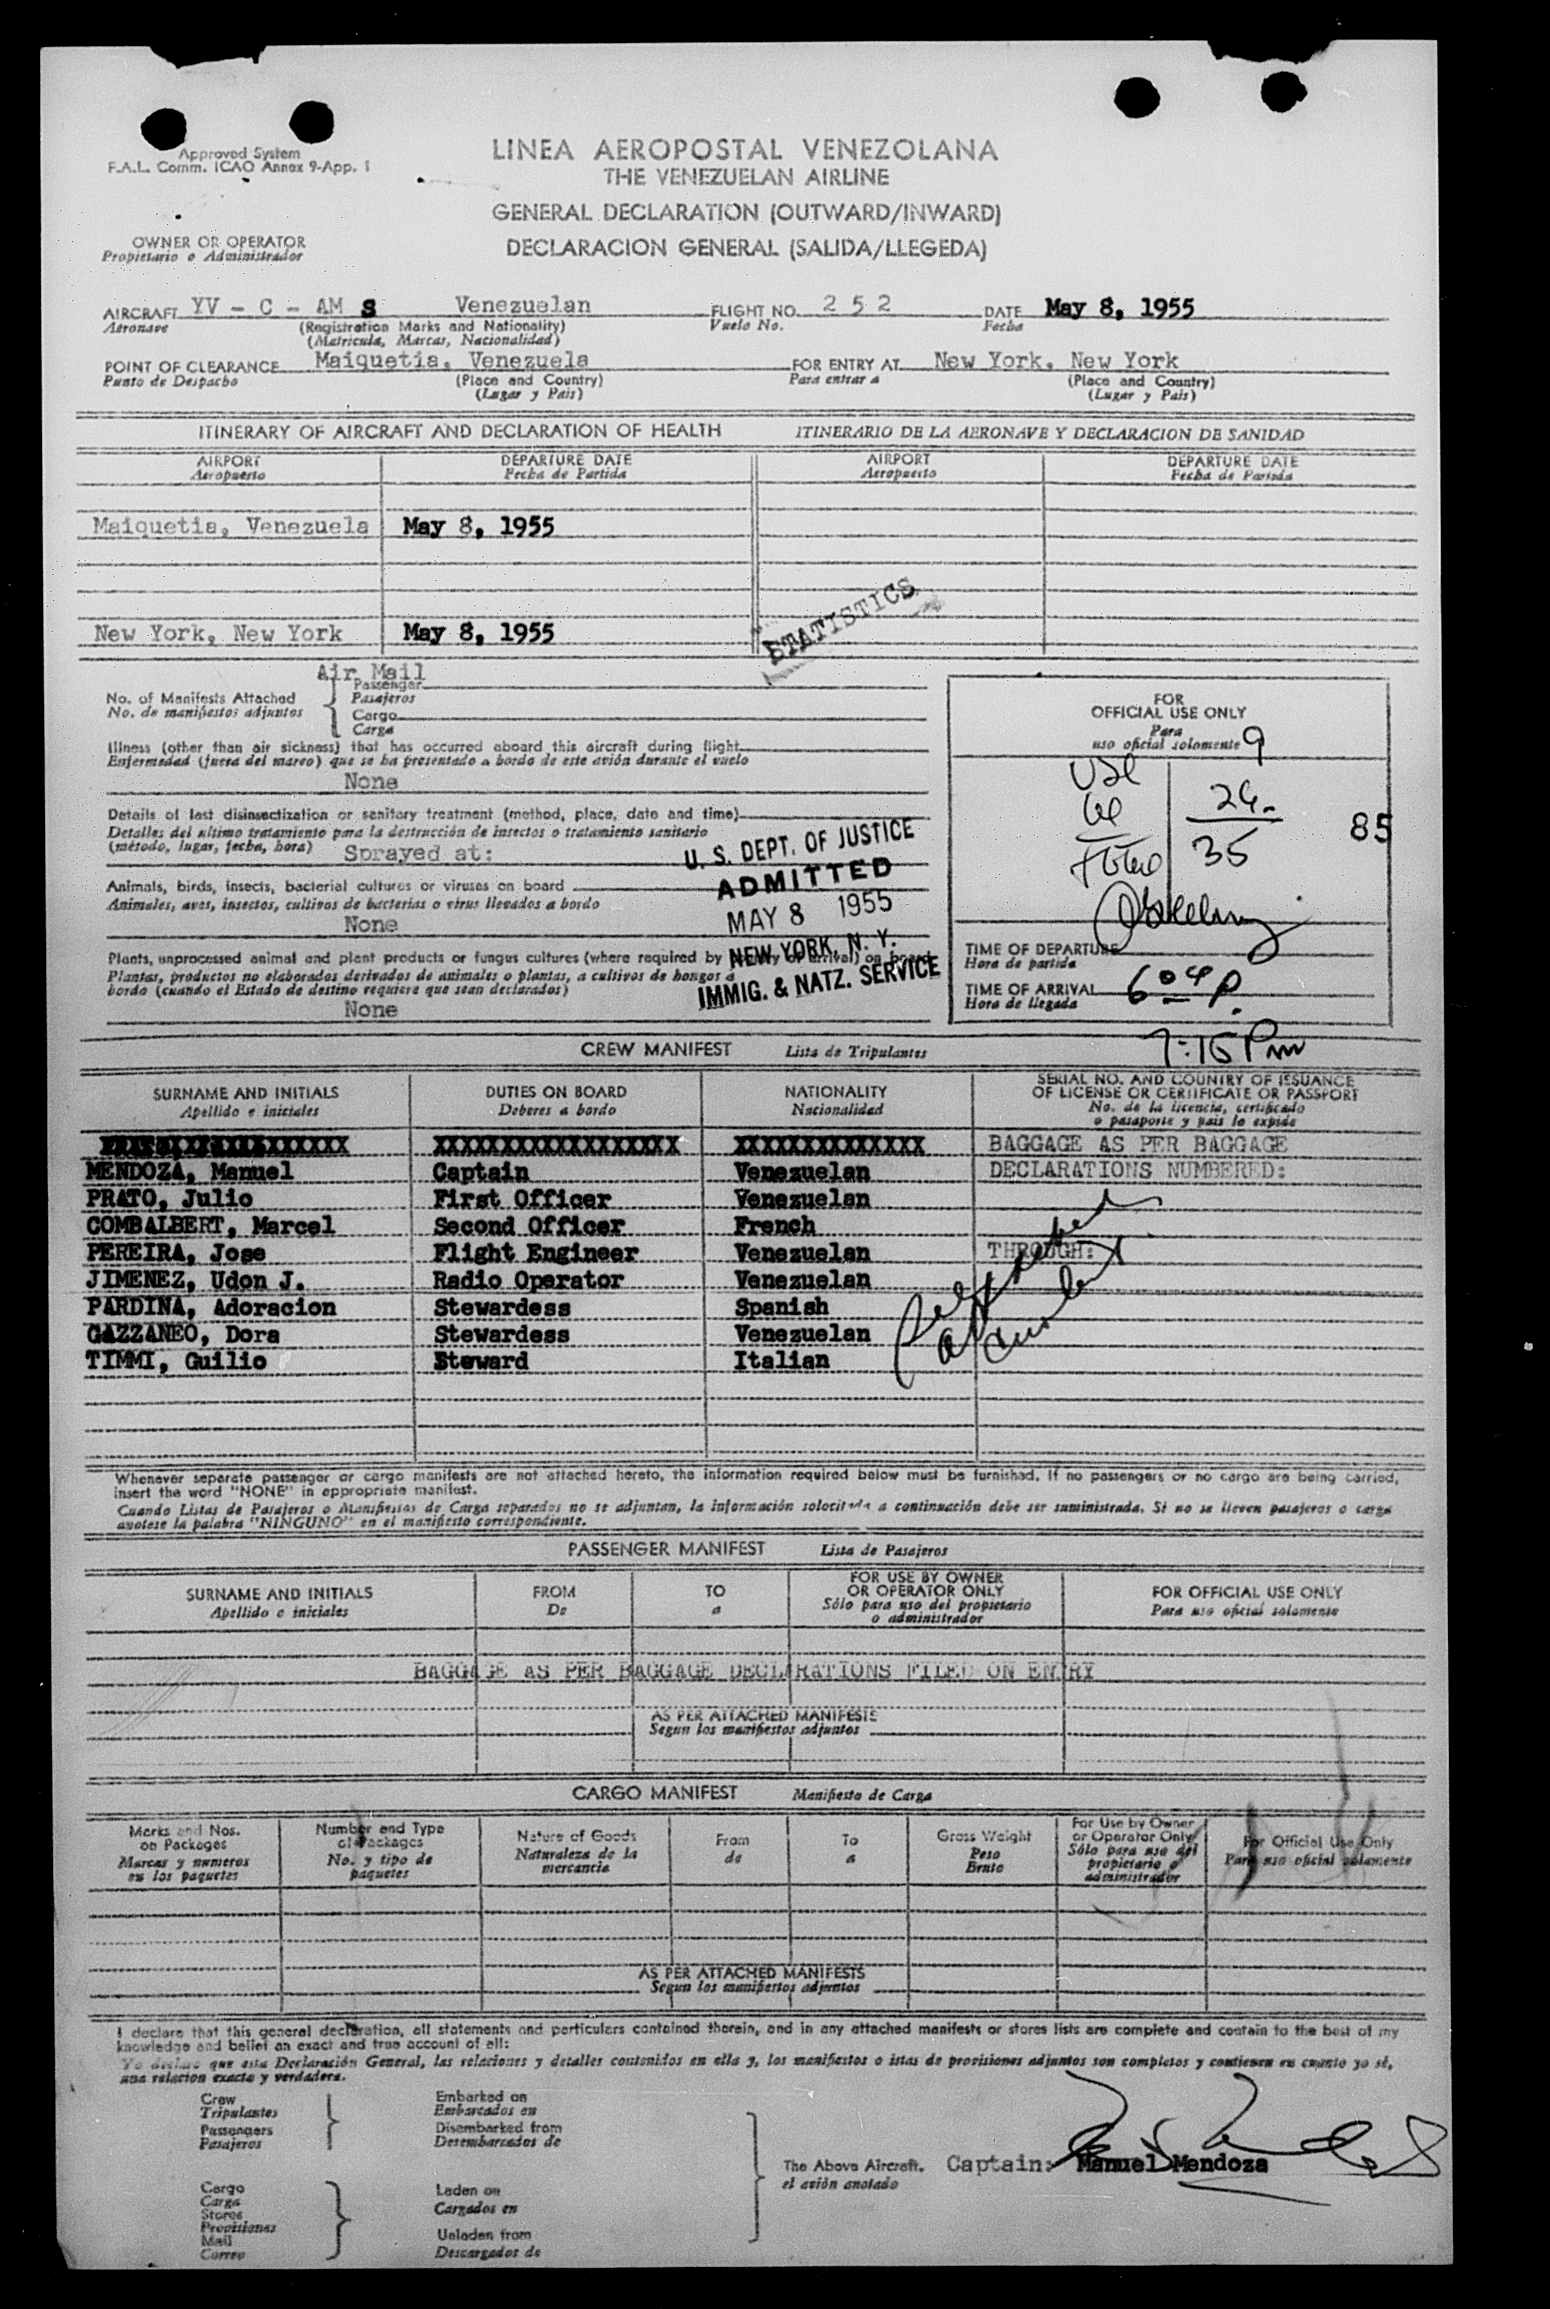 Approved System
F.A.L. Comm. ICAO Annex 9-App. 1
LINEA AEROPOSTAL VENEZOLANA
THE VENEZUELAN AIRLINE
GENERAL DECLARATION (OUTWARD/INWARD)
DECLARACION GENERAL (SALIDA/LLEGEDA)
OWNER OR OPERATOR
Propietario o Administrador
AIRCRAFT YV - C - AM S Venezuelan FLIGHT NO. 2 5 2 DATE May 8, 1955
Aeronave (Registration Marks and Nationality) Vuelo No. Fecha
(Matricula, Marcas, Nacionalidad)
POINT OF CLEARANCE Maiquetia, Venezuela FOR ENTRY AT New York, New York
Punto de Despacho (Place and Country) Para entrar a (Place and Country)
(Lugar y Pais) (Lugar y Pais)
ITINERARY OF AIRCRAFT AND DECLARATION OF HEALTH ITINERARIO DE LA AERONAVE Y DECLARACION DE SANIDAD
AIRPORT DEPARTURE DATE AIRPORT DEPARTURE DATE
Aeropuerto Fecha de Partida Aeropuerto Fecha de Partida
Maiquetia, Venezuela May 8, 1955
New York, New York May 8, 1955
STATISTICS
Air Mail
No. of Manifests Attached Passenger
No. de manifiestos adjuntos Pasajeros
Cargo
Carga
Illness (other than air sickness) that has occurred aboard this aircraft during flight
Enfermedad (fuera del mareo) que se ha presentado a bordo de este avión durante el vuelo
None
Details of last disinsectization or sanitary treatment (method, place, date and time)
Detalles del ultimo tratamiento para la destrucción de insectos o tratamiento sanitario
(método, lugar, fecha, hora) Sprayed at:
Animals, birds, insects, bacterial cultures or viruses on board
Animales, aves, insectos, cultivos de bacterias o virus llevados a bordo
None
Plants, unprocessed animal and plant products or fungus cultures (where required by arrival) on board
Plantas, productos no elaborados derivados de animales o plantas, a cultivos de hongos a
bordo (cuando el Estado de destino requiere que sean declarados)
None
U. S. DEPT. OF JUSTICE
ADMITTED
MAY 8 1955
NEW YORK, N. Y.
IMMIG. & NATZ. SERVICE
FOR
OFFICIAL USE ONLY
Para
uso oficial solamente
9
26
35
85
TIME OF DEPARTURE
Hora de partida
TIME OF ARRIVAL 6 04 P.
Hora de llegada
7:15 Pm
CREW MANIFEST Lista de Tripulantes
SURNAME AND INITIALS DUTIES ON BOARD NATIONALITY SERIAL NO. AND COUNTRY OF ISSUANCE
Apellido e iniciales Deberes a bordo Nacionalidad OF LICENSE OR CERTIFICATE OR PASSPORT
No. de la licencia, certificado
o pasaporte y pais lo expide
BAGGAGE AS PER BAGGAGE
MENDOZA, Manuel Captain Venezuelan DECLARATIONS NUMBERED:
PRATO, Julio First Officer Venezuelan
COMBALBERT, Marcel Second Officer French
PEREIRA, Jose Flight Engineer Venezuelan THROUGH:
JIMENEZ, Udon J. Radio Operator Venezuelan
PARDINA, Adoracion Stewardess Spanish
GAZZANEO, Dora Stewardess Venezuelan
TIMMI, Guilio Steward Italian
Whenever separate passenger or cargo manifests are not attached hereto, the information required below must be furnished. If no passengers or no cargo are being carried,
insert the word "NONE" in appropriate manifest.
Cuando Listas de Pasajeros o Manifiestos de Carga separados no se adjuntan, la información solocitada a continuación debe ser suministrada. Si no se lleven pasajeros o carga
anotese la palabra "NINGUNO" en el manifiesto correspondiente.
PASSENGER MANIFEST Lista de Pasajeros
SURNAME AND INITIALS FROM TO FOR USE BY OWNER FOR OFFICIAL USE ONLY
Apellido e iniciales De a OR OPERATOR ONLY Para uso oficial solamente
Sólo para uso del propietario
o administrador
BAGGAGE AS PER BAGGAGE DECLARATIONS FILED ON ENTRY
AS PER ATTACHED MANIFESTS
Segun los manifiestos adjuntos
CARGO MANIFEST Manifiesto de Carga
Marks and Nos. Number and Type Nature of Goods From To Gross Weight For Use by Owner For Official Use Only
on Packages of Packages Naturaleza de la de a Peso or Operator Only Para uso oficial solamente
Marcas y numeros No. y tipo de mercancia Bruto Sólo para uso del
en los paquetes paquetes propietario o
administrador
AS PER ATTACHED MANIFESTS
Segun los manifiestos adjuntos
I declare that this general declaration, all statements and particulars contained therein, and in any attached manifests or stores lists are complete and contain to the best of my
knowledge and belief an exact and true account of all:
Yo declaro que esta Declaración General, las relaciones y detalles contenidos en ella y, los manifiestos o istas de provisiones adjuntos son completos y contienen en cuanto yo sé,
una relación exacta y verdadera.
Crew Embarked on
Tripulantes Embarcados en
Passengers Disembarked from
Pasajeros Desembarcados de
The Above Aircraft. Captain: Manuel Mendoza
el avión anotado
Cargo Laden on
Carga Cargados en
Stores
Provisiones
Mail Unladen from
Correo Descargados de